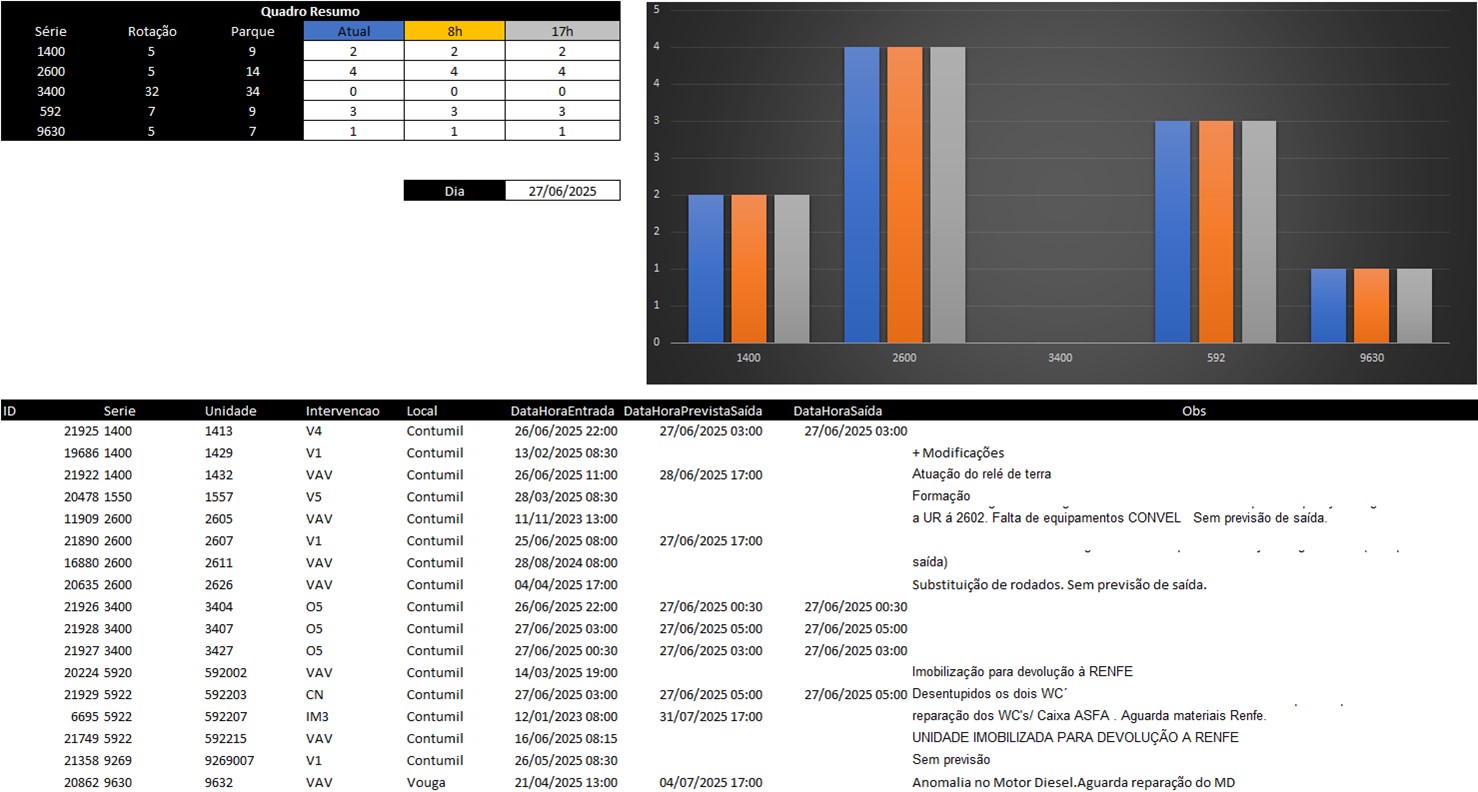 Quadro Resumo
Série Rotação Parque Atual 8h 17h
1400 5 9 2 2 2
2600 5 14 4 4 4
3400 32 34 0 0 0
592 7 9 3 3 3
9630 5 7 1 1 1
Dia 27/06/2025
5
4
4
3
3
2
2
1
1
0
1400 2600 3400 592 9630
ID Serie Unidade Intervencao Local DataHoraEntrada DataHoraPrevistaSaída DataHoraSaída Obs
21925 1400 1413 V4 Contumil 26/06/2025 22:00 27/06/2025 03:00 27/06/2025 03:00
19686 1400 1429 V1 Contumil 13/02/2025 08:30 + Modificações
21922 1400 1432 VAV Contumil 26/06/2025 11:00 28/06/2025 17:00 Atuação do relé de terra
20478 1550 1557 V5 Contumil 28/03/2025 08:30 Formação
11909 2600 2605 VAV Contumil 11/11/2023 13:00 a UR á 2602. Falta de equipamentos CONVEL Sem previsão de saída.
21890 2600 2607 V1 Contumil 25/06/2025 08:00 27/06/2025 17:00
16880 2600 2611 VAV Contumil 28/08/2024 08:00 saída)
20635 2600 2626 VAV Contumil 04/04/2025 17:00 Substituição de rodados. Sem previsão de saída.
21926 3400 3404 O5 Contumil 26/06/2025 22:00 27/06/2025 00:30 27/06/2025 00:30
21928 3400 3407 O5 Contumil 27/06/2025 03:00 27/06/2025 05:00 27/06/2025 05:00
21927 3400 3427 O5 Contumil 27/06/2025 00:30 27/06/2025 03:00 27/06/2025 03:00
20224 5920 592002 VAV Contumil 14/03/2025 19:00 Imobilização para devolução à RENFE
21929 5922 592203 CN Contumil 27/06/2025 03:00 27/06/2025 05:00 27/06/2025 05:00 Desentupidos os dois WC´
6695 5922 592207 IM3 Contumil 12/01/2023 08:00 31/07/2025 17:00 reparação dos WC's/ Caixa ASFA . Aguarda materiais Renfe.
21749 5922 592215 VAV Contumil 16/06/2025 08:15 UNIDADE IMOBILIZADA PARA DEVOLUÇÃO A RENFE
21358 9269 9269007 V1 Contumil 26/05/2025 08:30 Sem previsão
20862 9630 9632 VAV Vouga 21/04/2025 13:00 04/07/2025 17:00 Anomalia no Motor Diesel.Aguarda reparação do MD